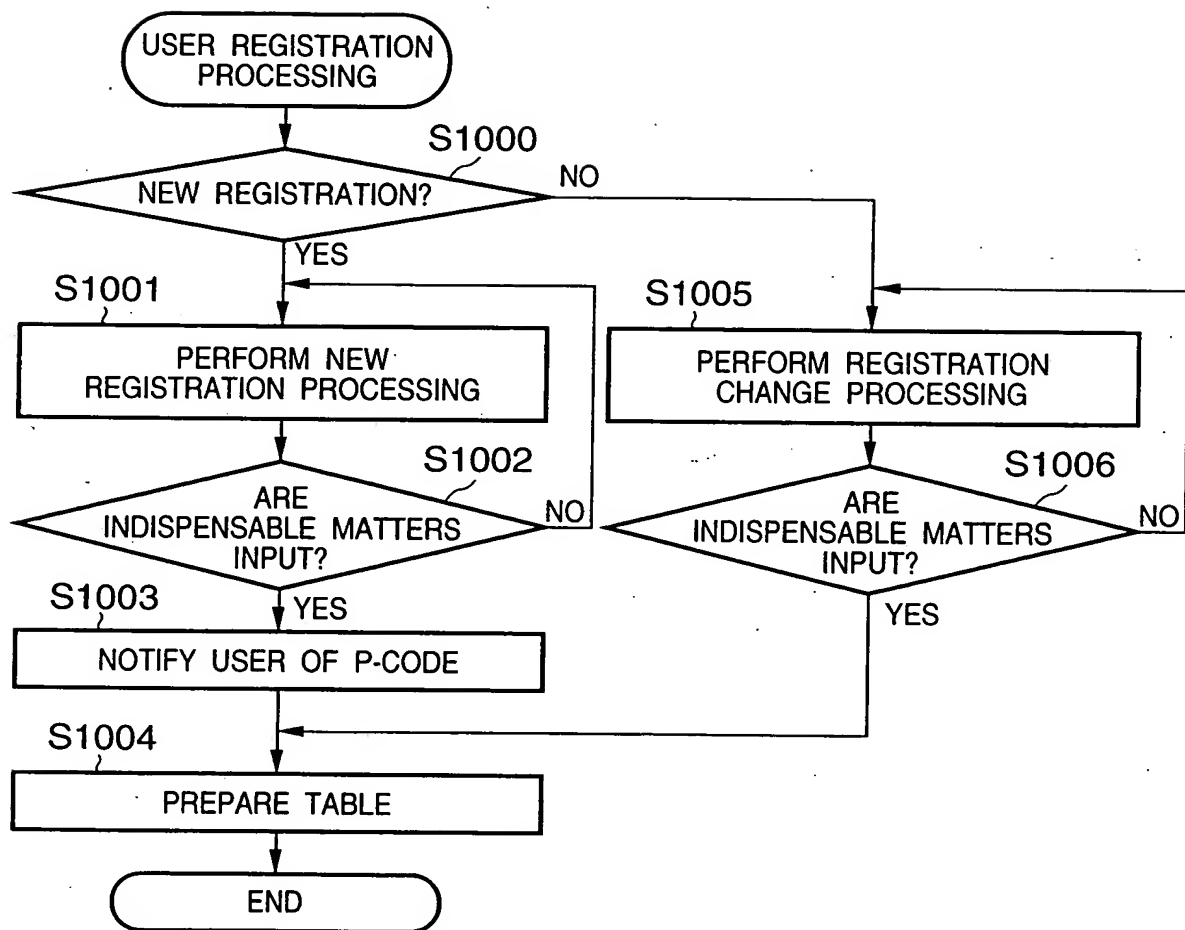 USER REGISTRATION
PROCESSING
S1000
NEW REGISTRATION?
NO
YES
S1001
PERFORM NEW
REGISTRATION PROCESSING
S1005
PERFORM REGISTRATION
CHANGE PROCESSING
S1002
ARE
INDISPENSABLE MATTERS
INPUT?
NO
YES
S1006
ARE
INDISPENSABLE MATTERS
INPUT?
NO
YES
S1003
NOTIFY USER OF P-CODE
S1004
PREPARE TABLE
END